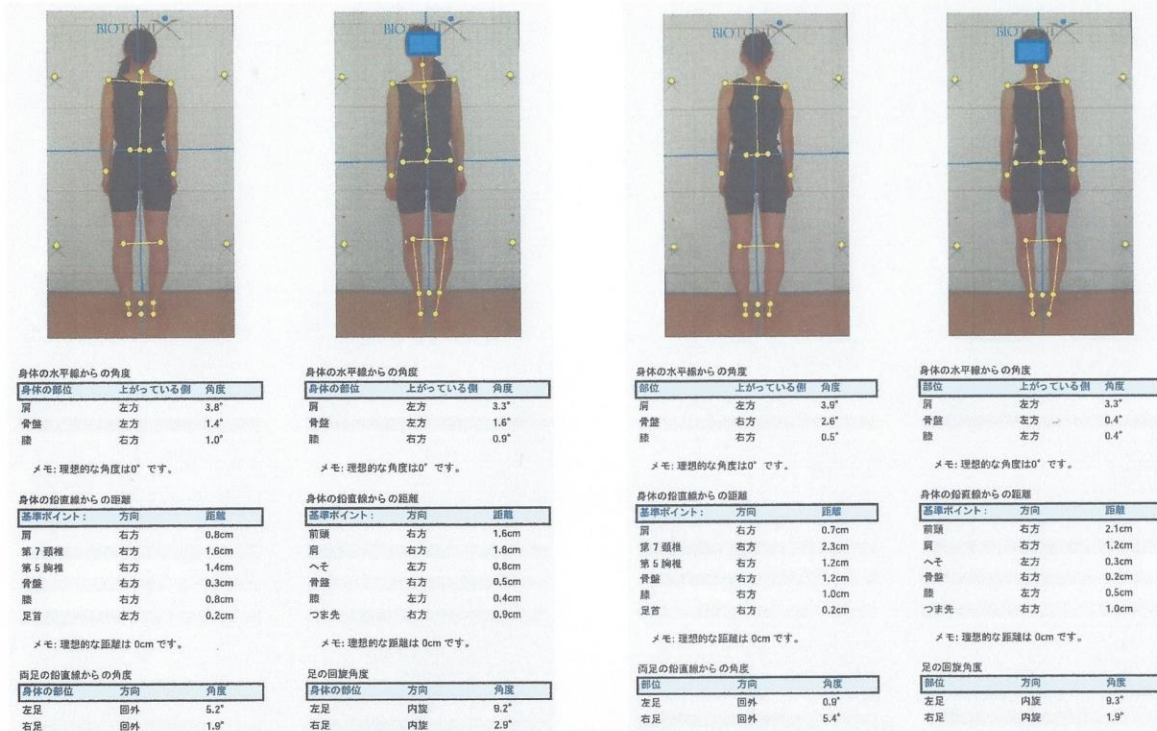 BIOTONIX
身体の水平線からの角度
身体の部位 上がっている側 角度
肩 左方 3.8°
骨盤 左方 1.4°
膝 右方 1.0°
メモ: 理想的な角度は0° です。
身体の鉛直線からの距離
基準ポイント: 方向 距離
肩 右方 0.8cm
第7頸椎 右方 1.6cm
第5胸椎 右方 1.4cm
骨盤 右方 0.3cm
膝 右方 0.8cm
足首 左方 0.2cm
メモ: 理想的な距離は 0cm です。
両足の鉛直線からの角度
身体の部位 方向 角度
左足 回外 5.2°
右足 回外 1.9°
BIOTONIX
身体の水平線からの角度
身体の部位 上がっている側 角度
肩 左方 3.3°
骨盤 左方 1.6°
膝 右方 0.9°
メモ: 理想的な角度は0° です。
身体の鉛直線からの距離
基準ポイント: 方向 距離
前頭 右方 1.6cm
肩 右方 1.8cm
へそ 左方 0.8cm
骨盤 右方 0.5cm
膝 左方 0.4cm
つま先 右方 0.9cm
メモ: 理想的な距離は 0cm です。
足の回旋角度
身体の部位 方向 角度
左足 内旋 9.2°
右足 内旋 2.9°
BIOTONIX
身体の水平線からの角度
部位 上がっている側 角度
肩 左方 3.9°
骨盤 右方 2.6°
膝 右方 0.5°
メモ: 理想的な角度は0° です。
身体の鉛直線からの距離
基準ポイント: 方向 距離
肩 右方 0.7cm
第7頸椎 右方 1.3cm
第5胸椎 右方 1.2cm
骨盤 右方 1.2cm
膝 右方 1.0cm
足首 右方 0.2cm
メモ: 理想的な距離は 0cm です。
両足の鉛直線からの角度
部位 方向 角度
左足 回外 0.9°
右足 回外 5.4°
BIOT
身体の水平線からの角度
部位 上がっている側 角度
肩 左方 3.3°
骨盤 左方 0.4°
膝 左方 0.4°
メモ: 理想的な角度は0° です。
身体の鉛直線からの距離
基準ポイント: 方向 距離
前頭 右方 2.1cm
肩 右方 1.2cm
へそ 左方 0.3cm
骨盤 右方 0.2cm
膝 左方 0.5cm
つま先 右方 1.0cm
メモ: 理想的な距離は 0cm です。
足の回旋角度
部位 方向 角度
左足 内旋 9.3°
右足 内旋 1.9°